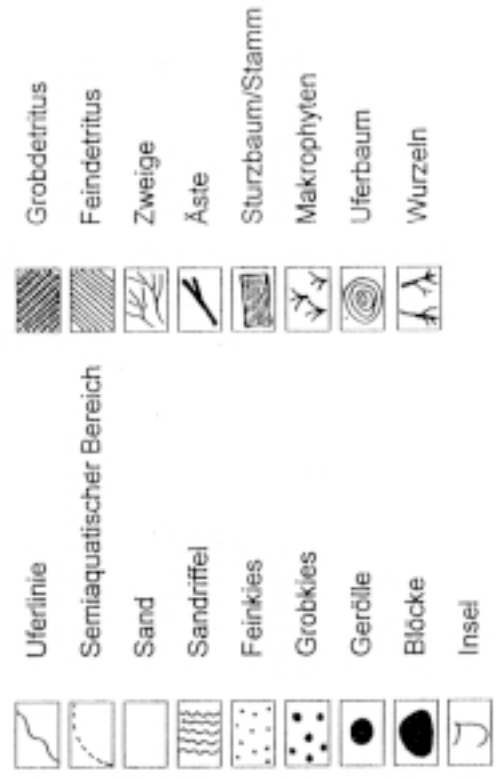 Uferlinie
Semiaquatischer Bereich
Sand
Sandriffel
Feinkies
Grobkies
Gerölle
Blöcke
Insel
Grobdetritus
Feindetritus
Zweige
Äste
Sturzbaum/Stamm
Makrophyten
Uferbaum
Wurzeln